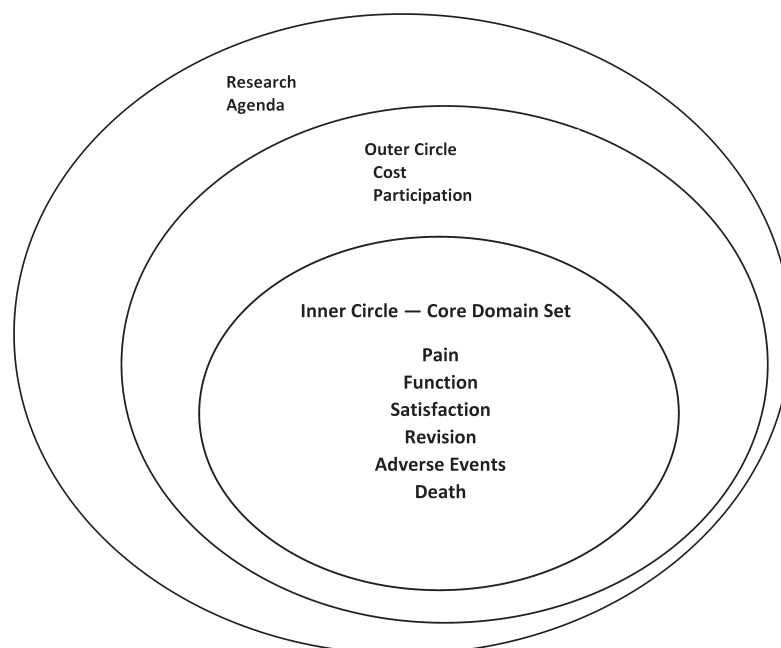 Research
Agenda
Outer Circle
Cost
Participation
Inner Circle — Core Domain Set
Pain
Function
Satisfaction
Revision
Adverse Events
Death